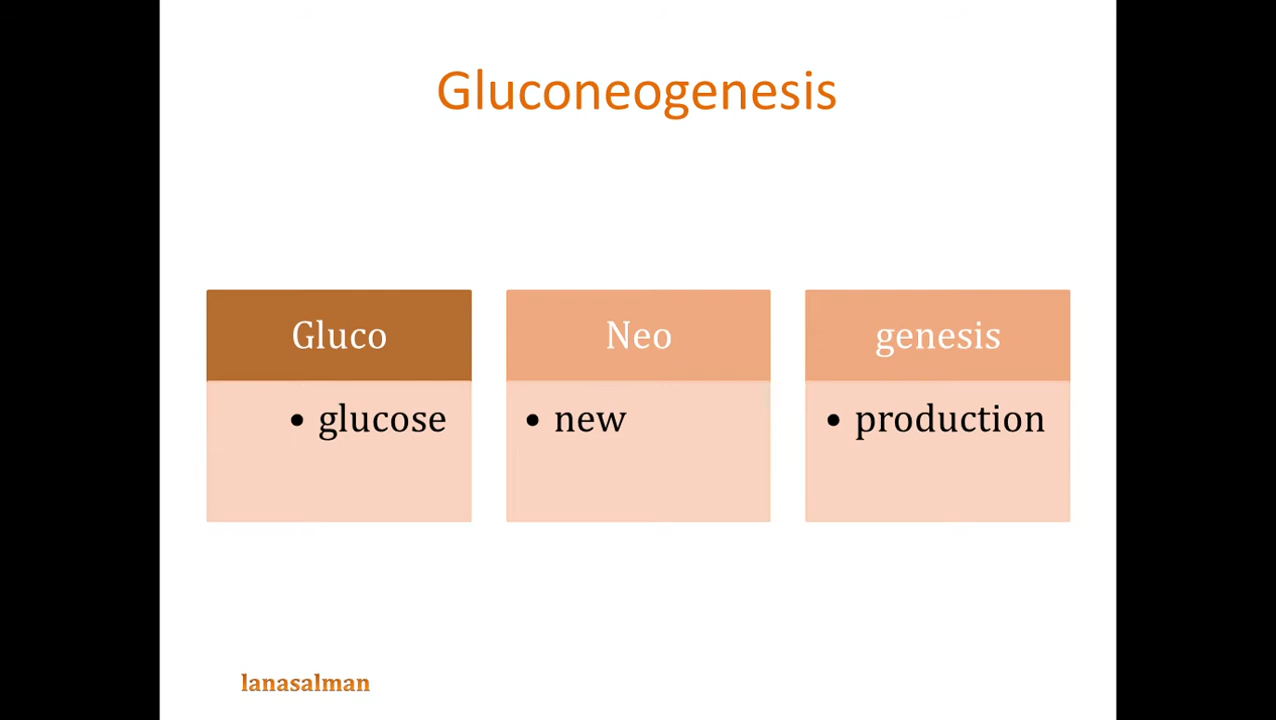 Gluconeogenesis
Gluco
• glucose
Neo
• new
genesis
• production
lanasalman